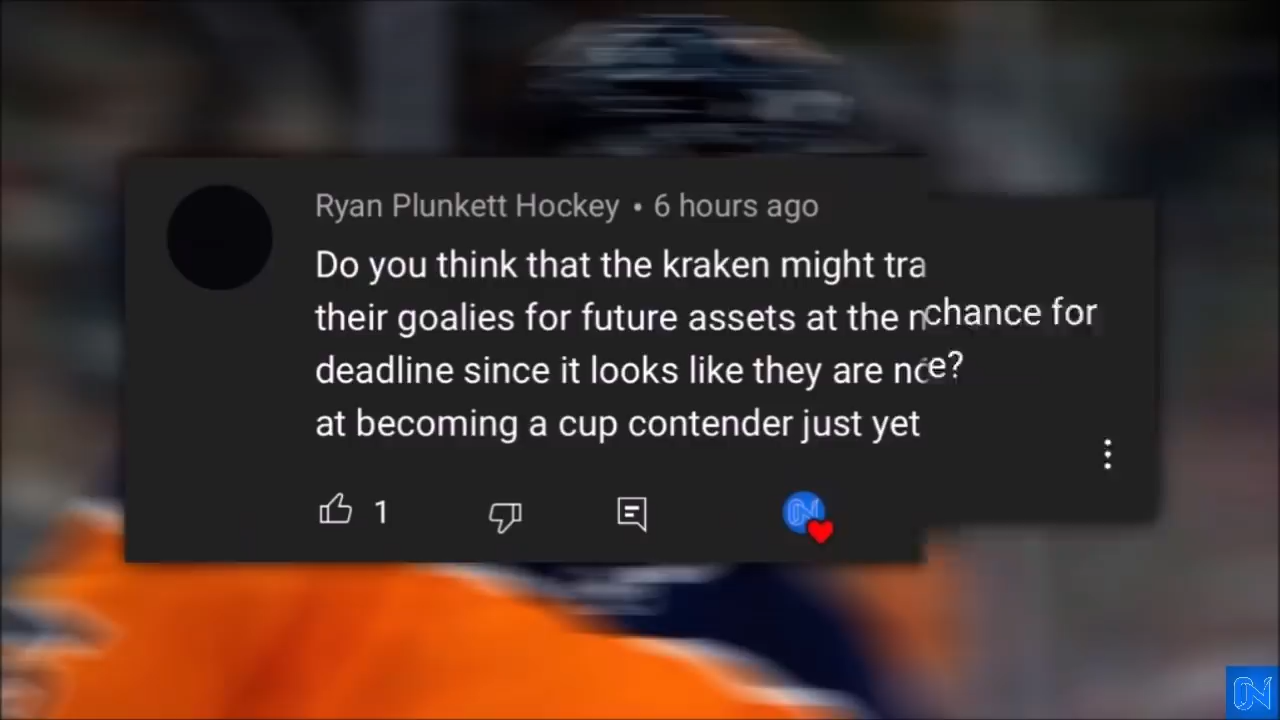 Ryan Plunkett Hockey • 6 hours ago
Do you think that the kraken might tra
their goalies for future assets at the
chance for
deadline since it looks like they are
e?
at becoming a cup contender just yet
1
ON